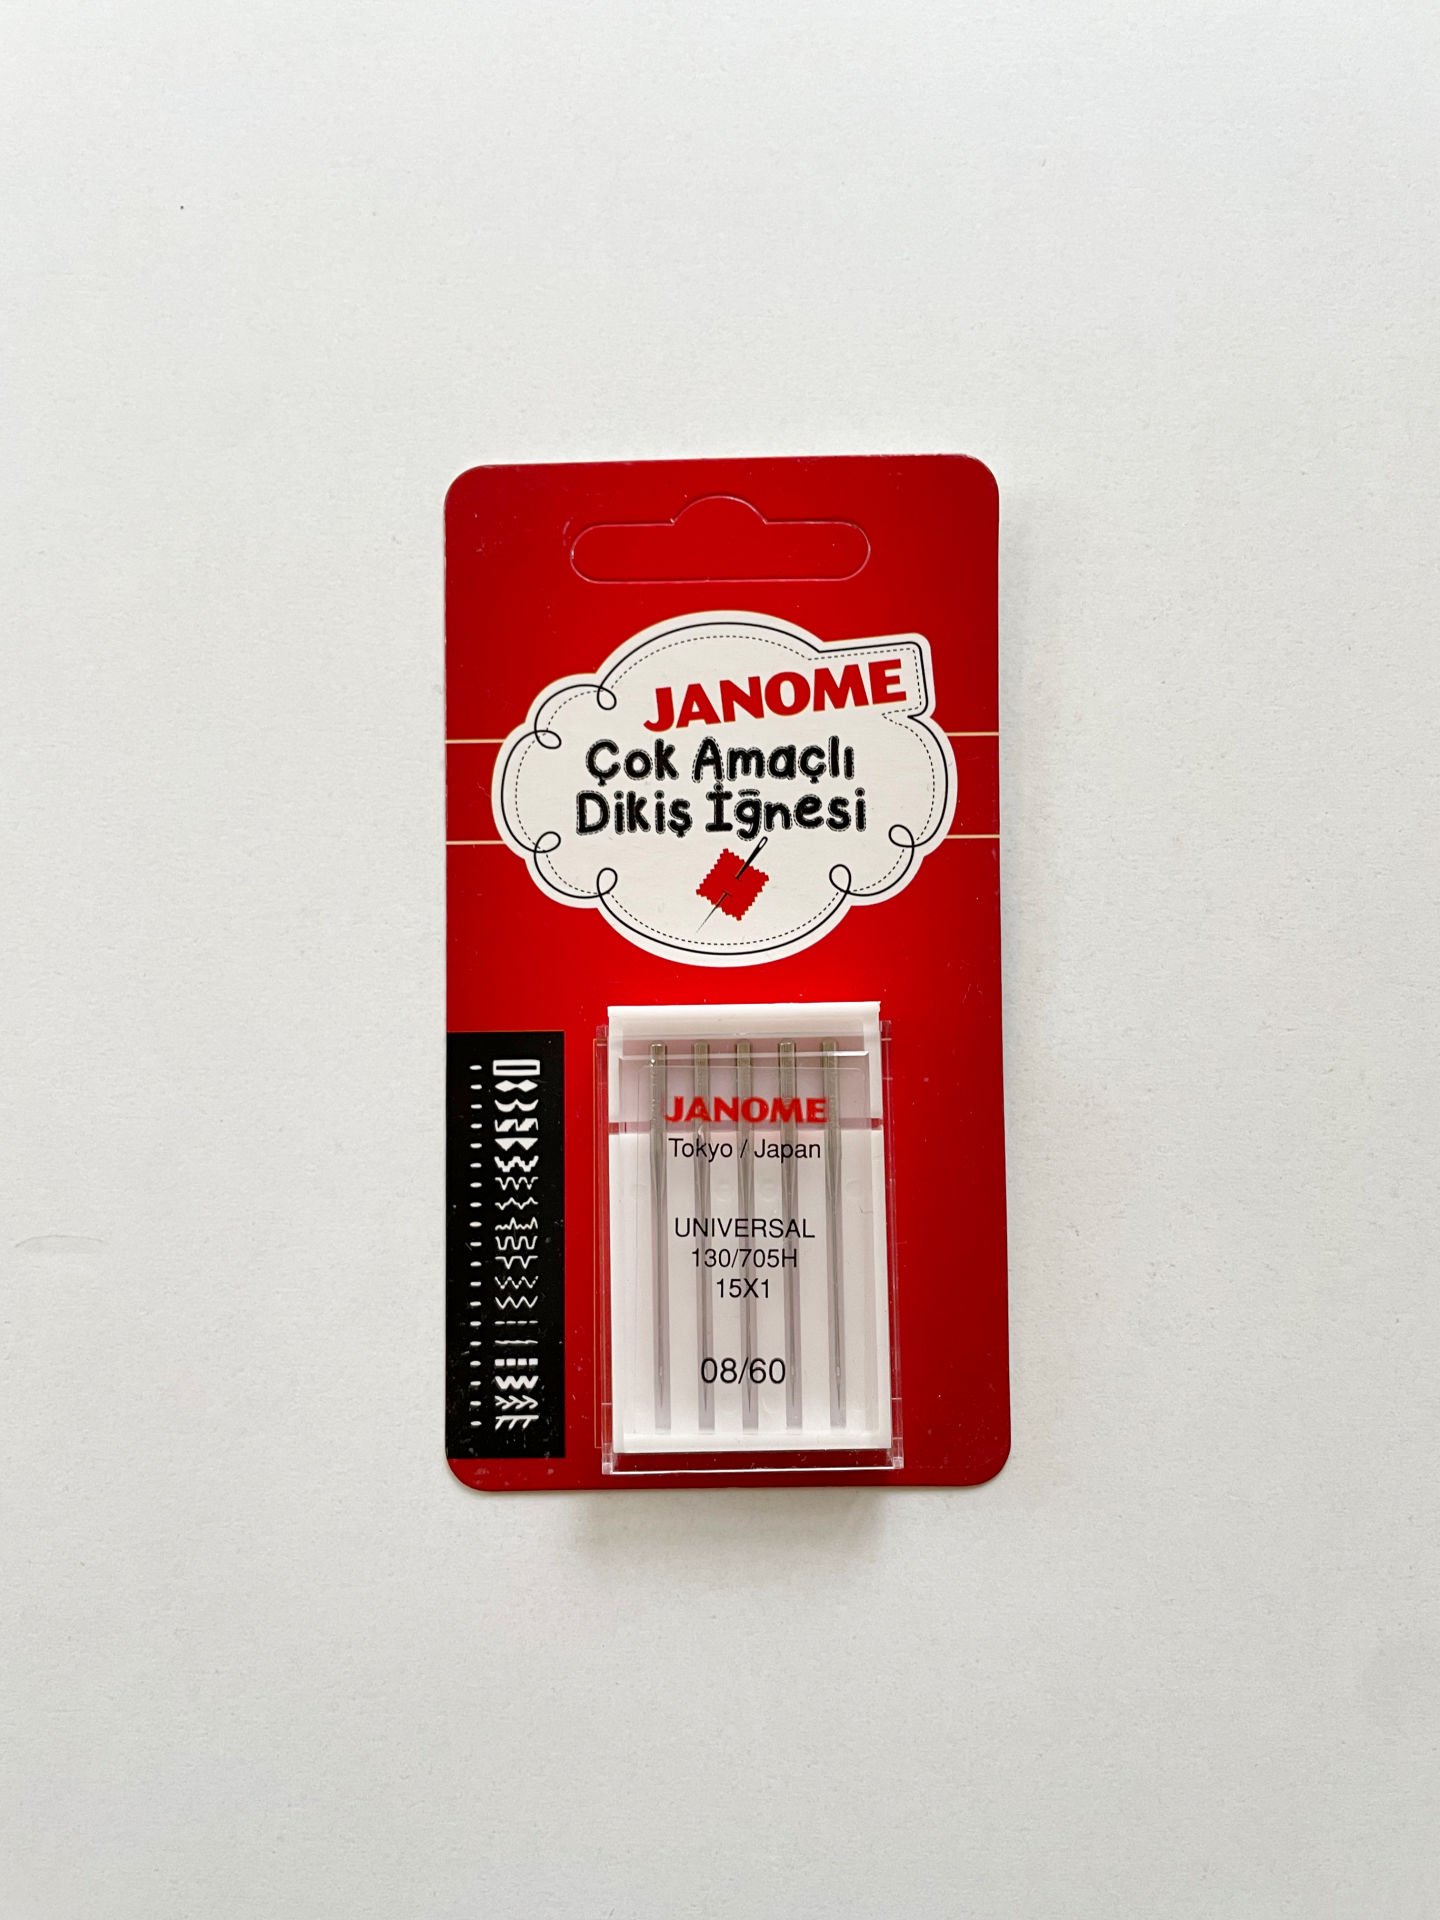 JANOME
Çok Amaçlı
Dikiş İğnesi
JANOME
Tokyo / Japan
UNIVERSAL
130/705H
15X1
08/60